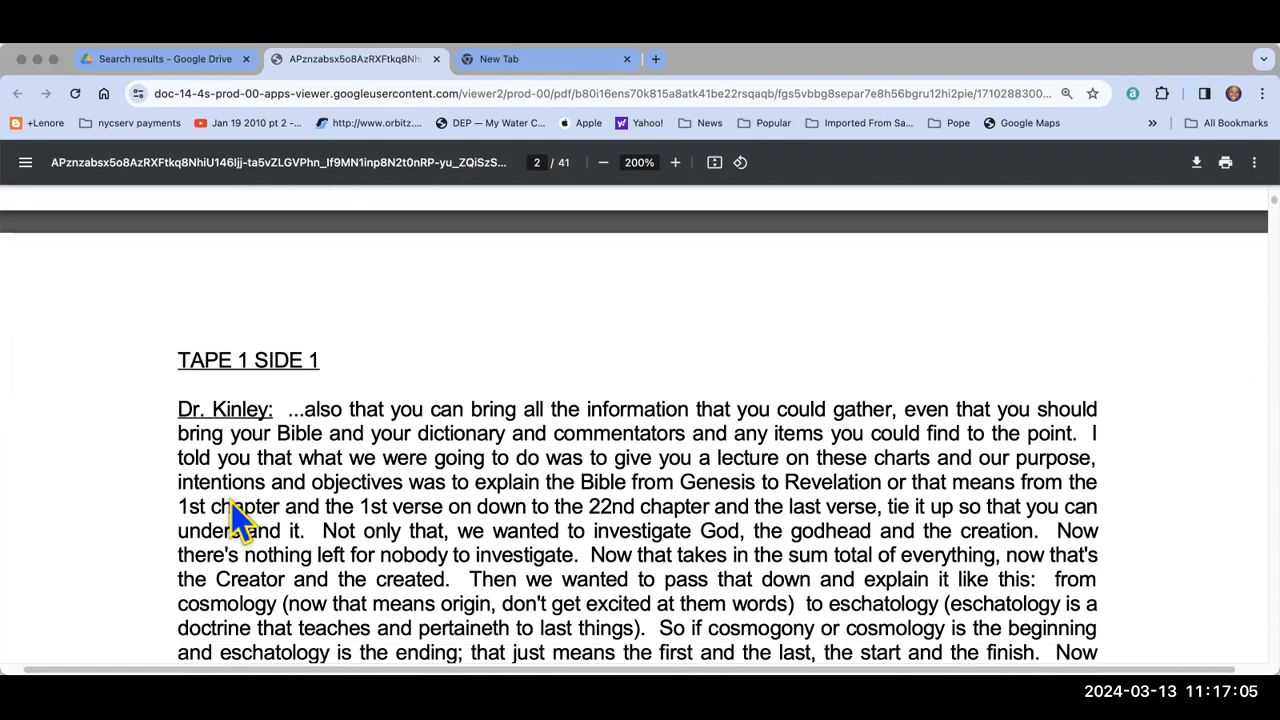 Search results - Google Drive
APznzabsx5o8AzRXFtkq8Nh
New Tab
doc-14-4s-prod-00-apps-viewer.googleusercontent.com/viewer2/prod-00/pdf/b80i16ens70k815a8atk41be22rsqaqb/fgs5vbbg8separ7e8h56bgru12hi2pie/1710288300...
+Lenore
nycserv payments
Jan 19 2010 pt 2 -...
http://www.orbitz....
DEP — My Water C...
Apple
Yahoo!
News
Popular
Imported From Sa...
Pope
Google Maps
All Bookmarks
APznzabsx5o8AzRXFtkq8NhiU146Ijj-ta5vZLGVPhn_If9MN1inp8N2t0nRP-yu_ZQiSzS...
2 / 41
200%
TAPE 1 SIDE 1
Dr. Kinley: ...also that you can bring all the information that you could gather, even that you should
bring your Bible and your dictionary and commentators and any items you could find to the point. I
told you that what we were going to do was to give you a lecture on these charts and our purpose,
intentions and objectives was to explain the Bible from Genesis to Revelation or that means from the
1st chapter and the 1st verse on down to the 22nd chapter and the last verse, tie it up so that you can
understand it. Not only that, we wanted to investigate God, the godhead and the creation. Now
there's nothing left for nobody to investigate. Now that takes in the sum total of everything, now that's
the Creator and the created. Then we wanted to pass that down and explain it like this: from
cosmology (now that means origin, don't get excited at them words) to eschatology (eschatology is a
doctrine that teaches and pertaineth to last things). So if cosmogony or cosmology is the beginning
and eschatology is the ending; that just means the first and the last, the start and the finish. Now
2024-03-13 11:17:05